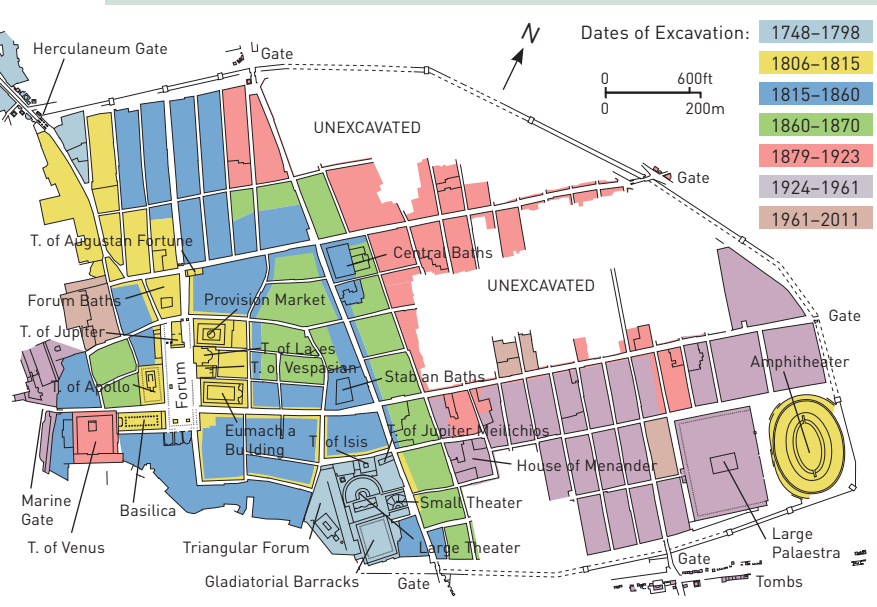 Herculaneum Gate
Gate
N
Dates of Excavation:
1748–1798
1806–1815
1815–1860
1860–1870
1879–1923
1924–1961
1961–2011
0 600ft
0 200m
UNEXCAVATED
Gate
T. of Augustan Fortune
Central Baths
UNEXCAVATED
Forum Baths
Provision Market
Gate
T. of Jupiter
T. of Lares
T. of Vespasian
Amphitheater
T. of Apollo
Forum
Stabian Baths
Eumachia
Building
T. of Isis
T. of Jupiter Meilichios
House of Menander
Marine
Gate
Basilica
Small Theater
T. of Venus
Triangular Forum
Large Theater
Large
Palaestra
Gladiatorial Barracks
Gate
Gate
Tombs